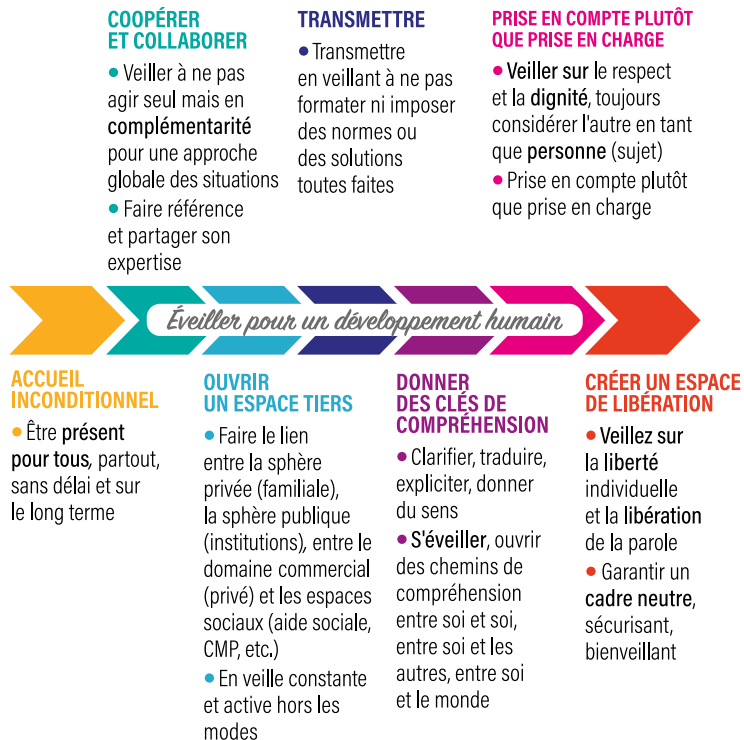 COOPÉRER
ET COLLABORER
• Veiller à ne pas
agir seul mais en
complémentarité
pour une approche
globale des situations
• Faire référence
et partager son
expertise
TRANSMETTRE
• Transmettre
en veillant à ne pas
formater ni imposer
des normes ou
des solutions
toutes faites
PRISE EN COMPTE PLUTÔT
QUE PRISE EN CHARGE
• Veiller sur le respect
et la dignité, toujours
considérer l'autre en tant
que personne (sujet)
• Prise en compte plutôt
que prise en charge
Éveiller pour un développement humain
ACCUEIL
INCONDITIONNEL
• Être présent
pour tous, partout,
sans délai et sur
le long terme
OUVRIR
UN ESPACE TIERS
• Faire le lien
entre la sphère
privée (familiale),
la sphère publique
(institutions), entre le
domaine commercial
(privé) et les espaces
sociaux (aide sociale,
CMP, etc.)
• En veille constante
et active hors les
modes
DONNER
DES CLÉS DE
COMPRÉHENSION
• Clarifier, traduire,
expliciter, donner
du sens
• S'éveiller, ouvrir
des chemins de
compréhension
entre soi et soi,
entre soi et les
autres, entre soi
et le monde
CRÉER UN ESPACE
DE LIBÉRATION
• Veillez sur
la liberté
individuelle
et la libération
de la parole
• Garantir un
cadre neutre,
sécurisant,
bienveillant